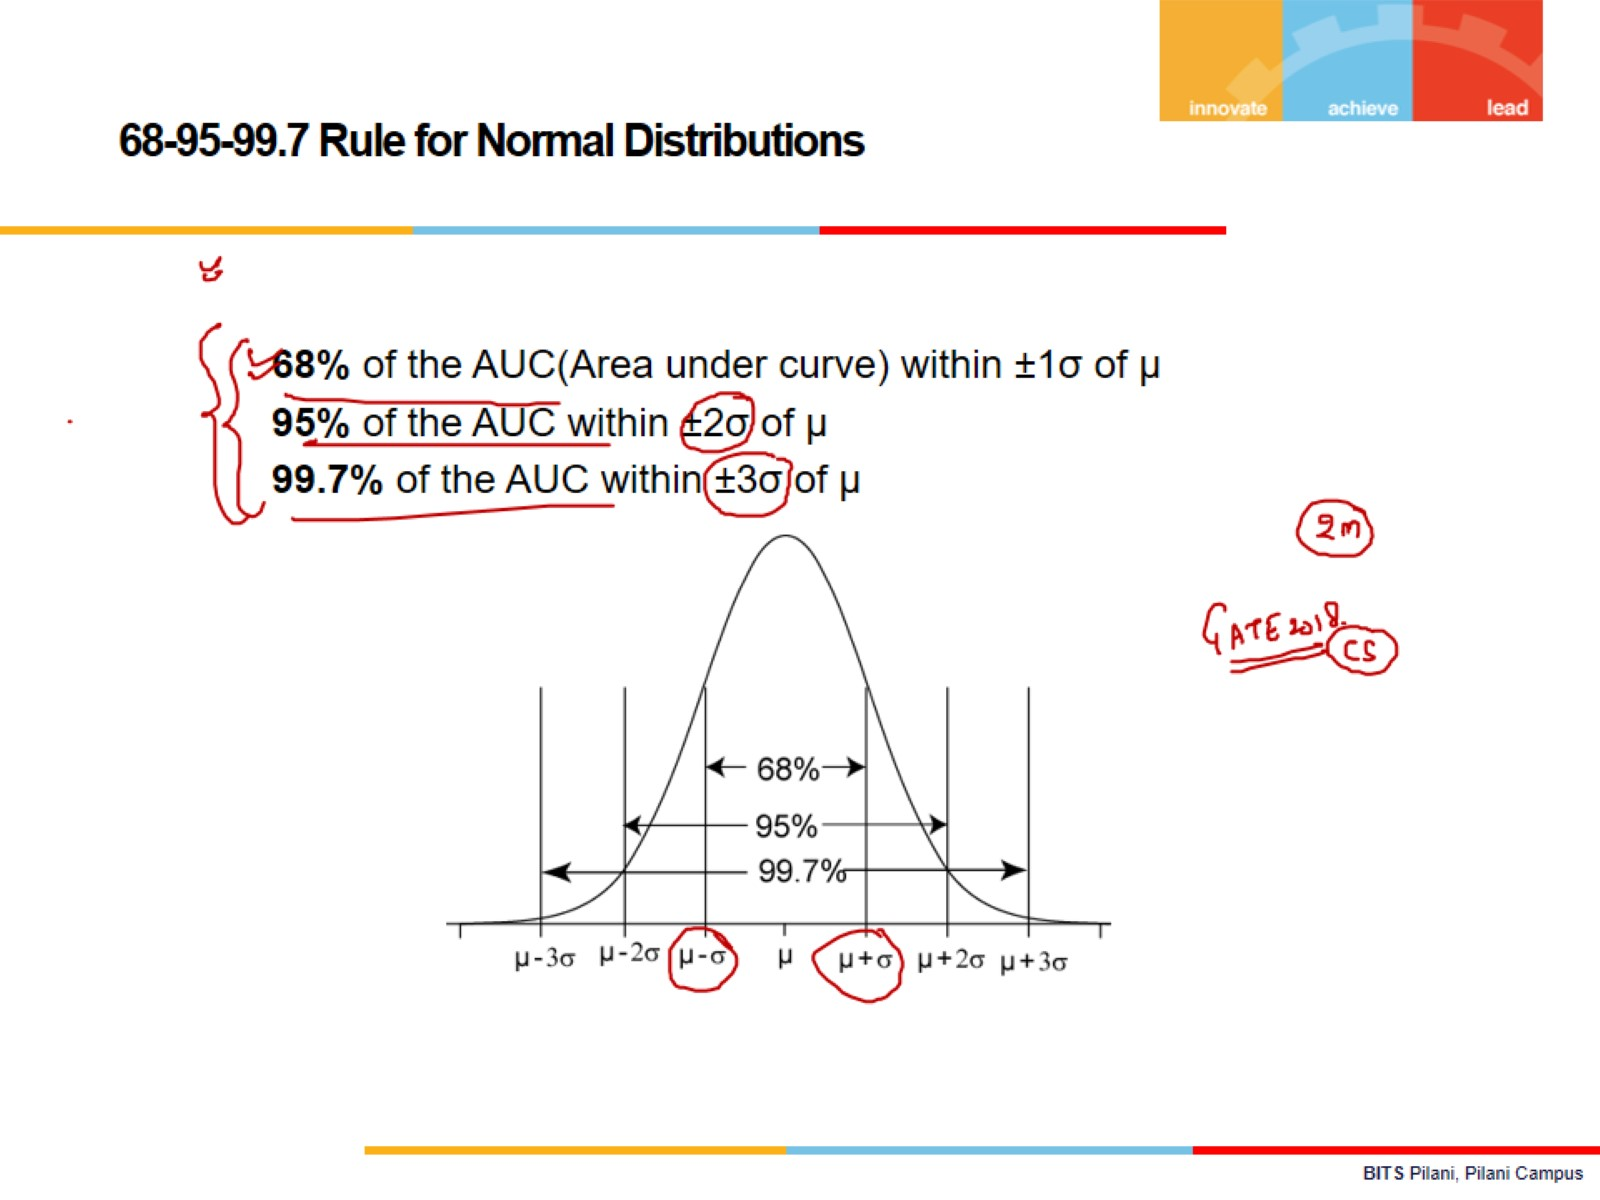 innovate achieve lead
68-95-99.7 Rule for Normal Distributions
68% of the AUC(Area under curve) within ±1σ of μ
95% of the AUC within ±2σ of μ
99.7% of the AUC within ±3σ of μ
2m
GATE 2018.
CS
68%
95%
99.7%
μ-3σ μ-2σ μ-σ μ μ+σ μ+2σ μ+3σ
BITS Pilani, Pilani Campus